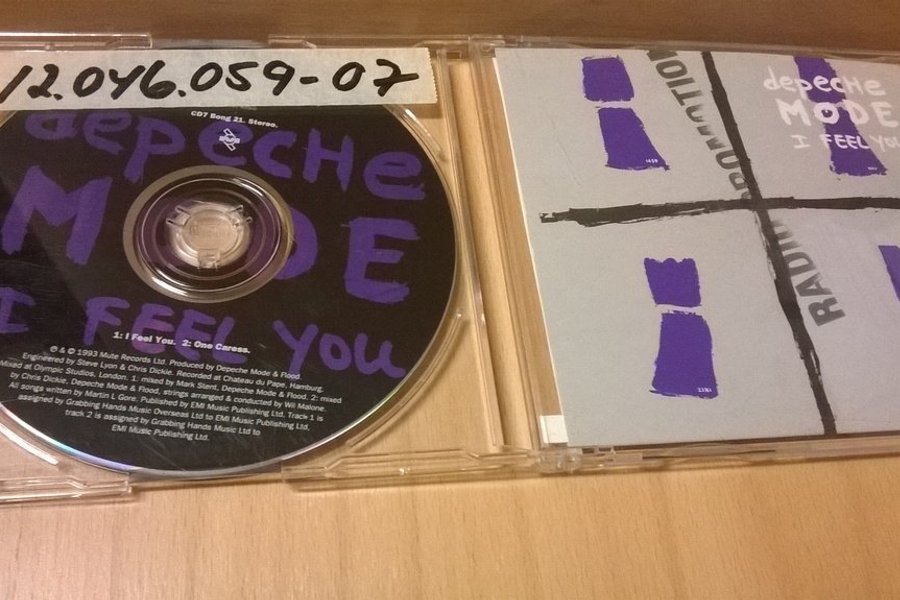 12.046.059-07
CD7 Bong 21. Stereo.
EMI
depeche
MODE
I FEEL YOU
1: I Feel You. 2: One Caress.
℗ & © 1993 Mute Records Ltd. Produced by Depeche Mode & Flood.
Engineered by Steve Lyon & Chris Dickie. Recorded at Chateau du Pape, Hamburg.
Mixed at Olympic Studios, London. 1: mixed by Mark Stent, Depeche Mode & Flood. 2: mixed
by Chris Dickie, Depeche Mode & Flood, strings arranged & conducted by Wil Malone.
All songs written by Martin L Gore. Published by EMI Music Publishing Ltd. Track 1 is
assigned by Grabbing Hands Music Overseas Ltd to EMI Music Publishing Ltd,
track 2 is assigned by Grabbing Hands Music Ltd to
EMI Music Publishing Ltd.
depeche
MODE
I FEEL YOU
RADIO PROMOTION